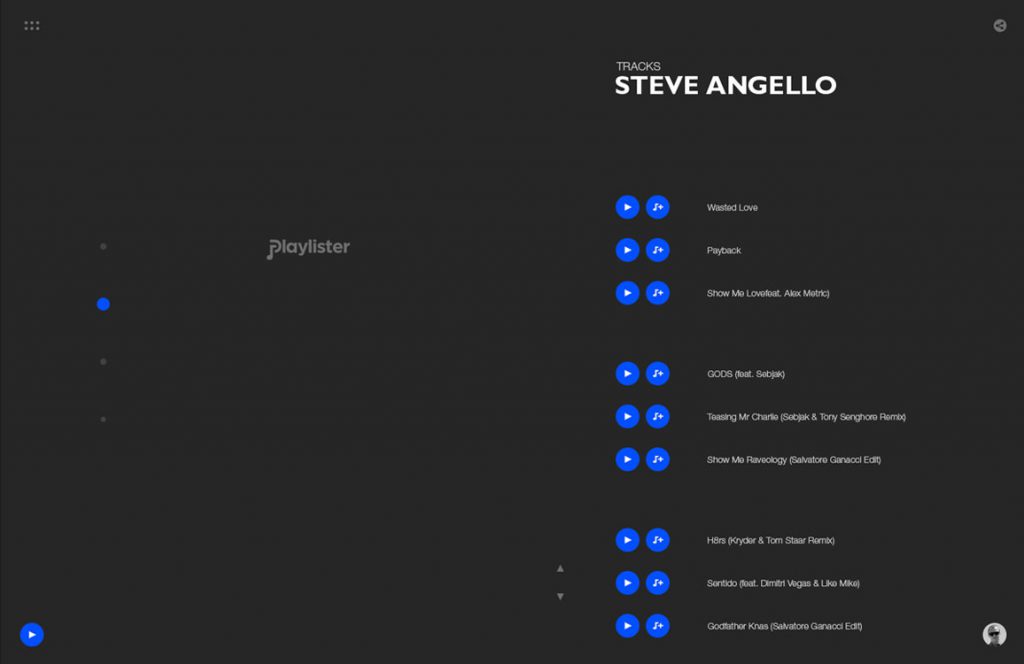 TRACKS
STEVE ANGELLO
Playlister
Wasted Love
Payback
Show Me Lovefeat. Alex Metric)
GODS (feat. Sebjak)
Teasing Mr Charlie (Sebjak & Tony Senghore Remix)
Show Me Raveology (Salvatore Ganacci Edit)
H8rs (Kryder & Tom Staar Remix)
Sentido (feat. Dimitri Vegas & Like Mike)
Godfather Knas (Salvatore Ganacci Edit)